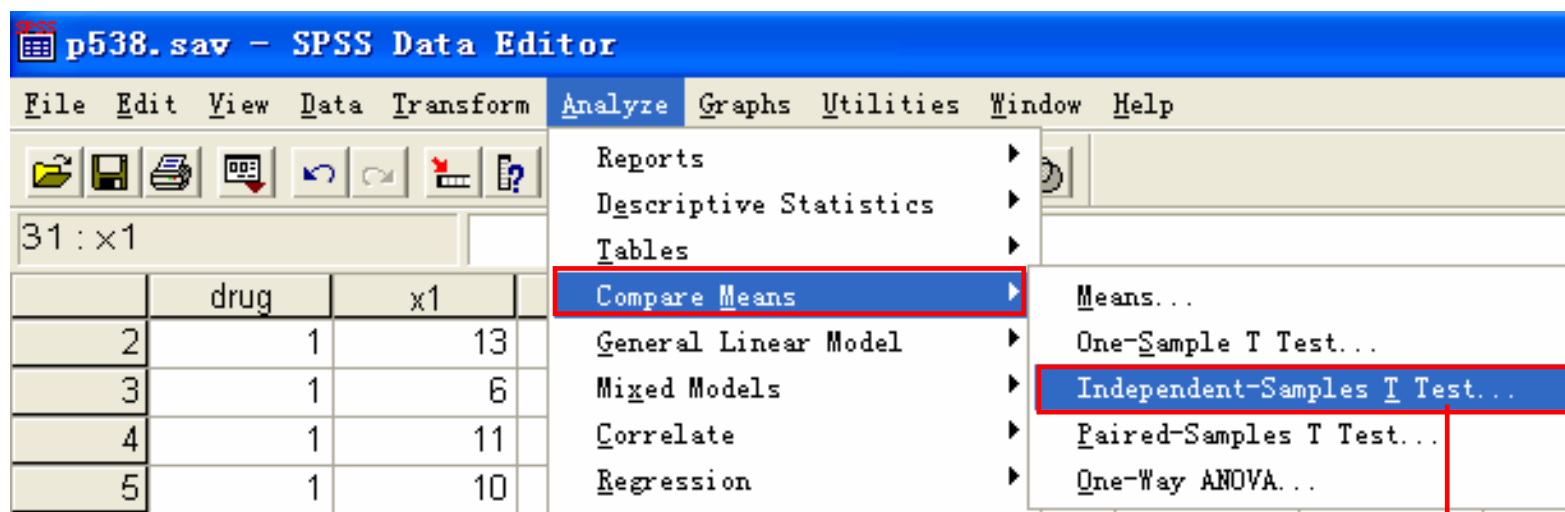 SPSS
p538.sav - SPSS Data Editor
File Edit View Data Transform Analyze Graphs Utilities Window Help
Reports
Descriptive Statistics
31 : x1
Tables
drug x1 Compare Means Means...
2 1 13 General Linear Model One-Sample T Test...
3 1 6 Mixed Models Independent-Samples T Test...
4 1 11 Correlate Paired-Samples T Test...
5 1 10 Regression One-Way ANOVA...